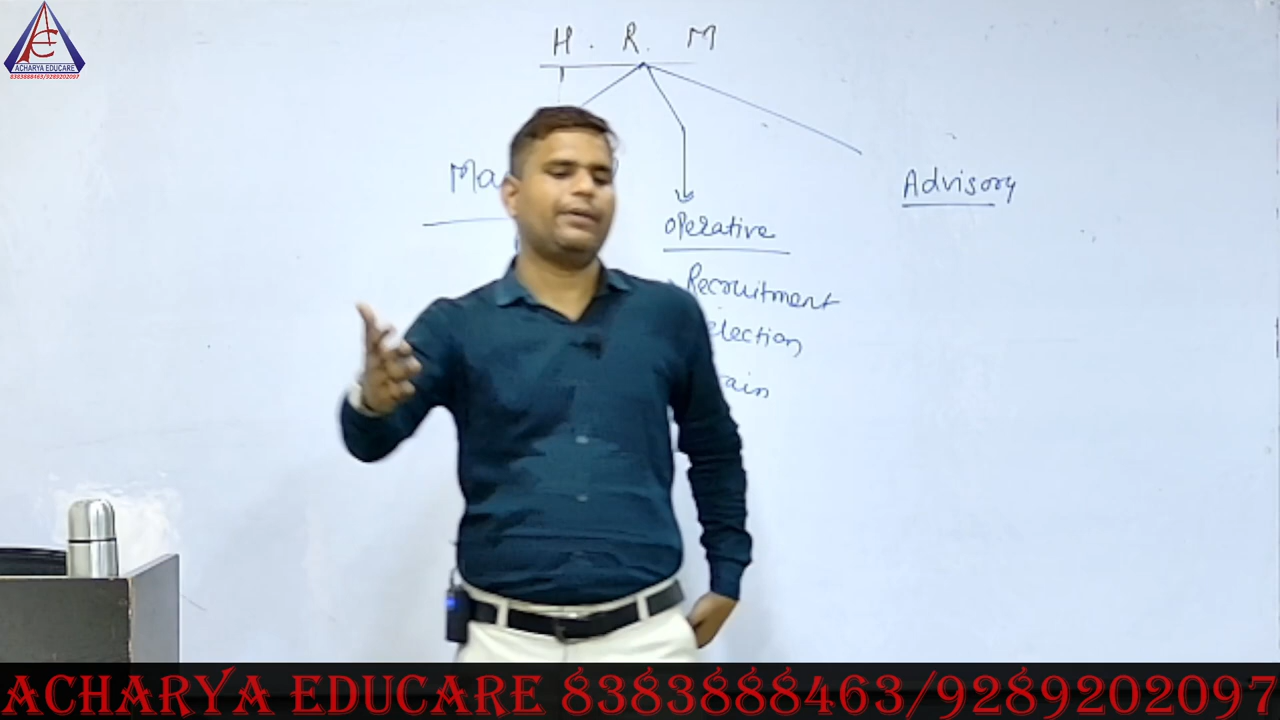 ACHARYA EDUCARE
8383888463/9289202097
H. R. M
Advisory
Operative
Recruitment
ACHARYA EDUCARE 8383888463/9289202097